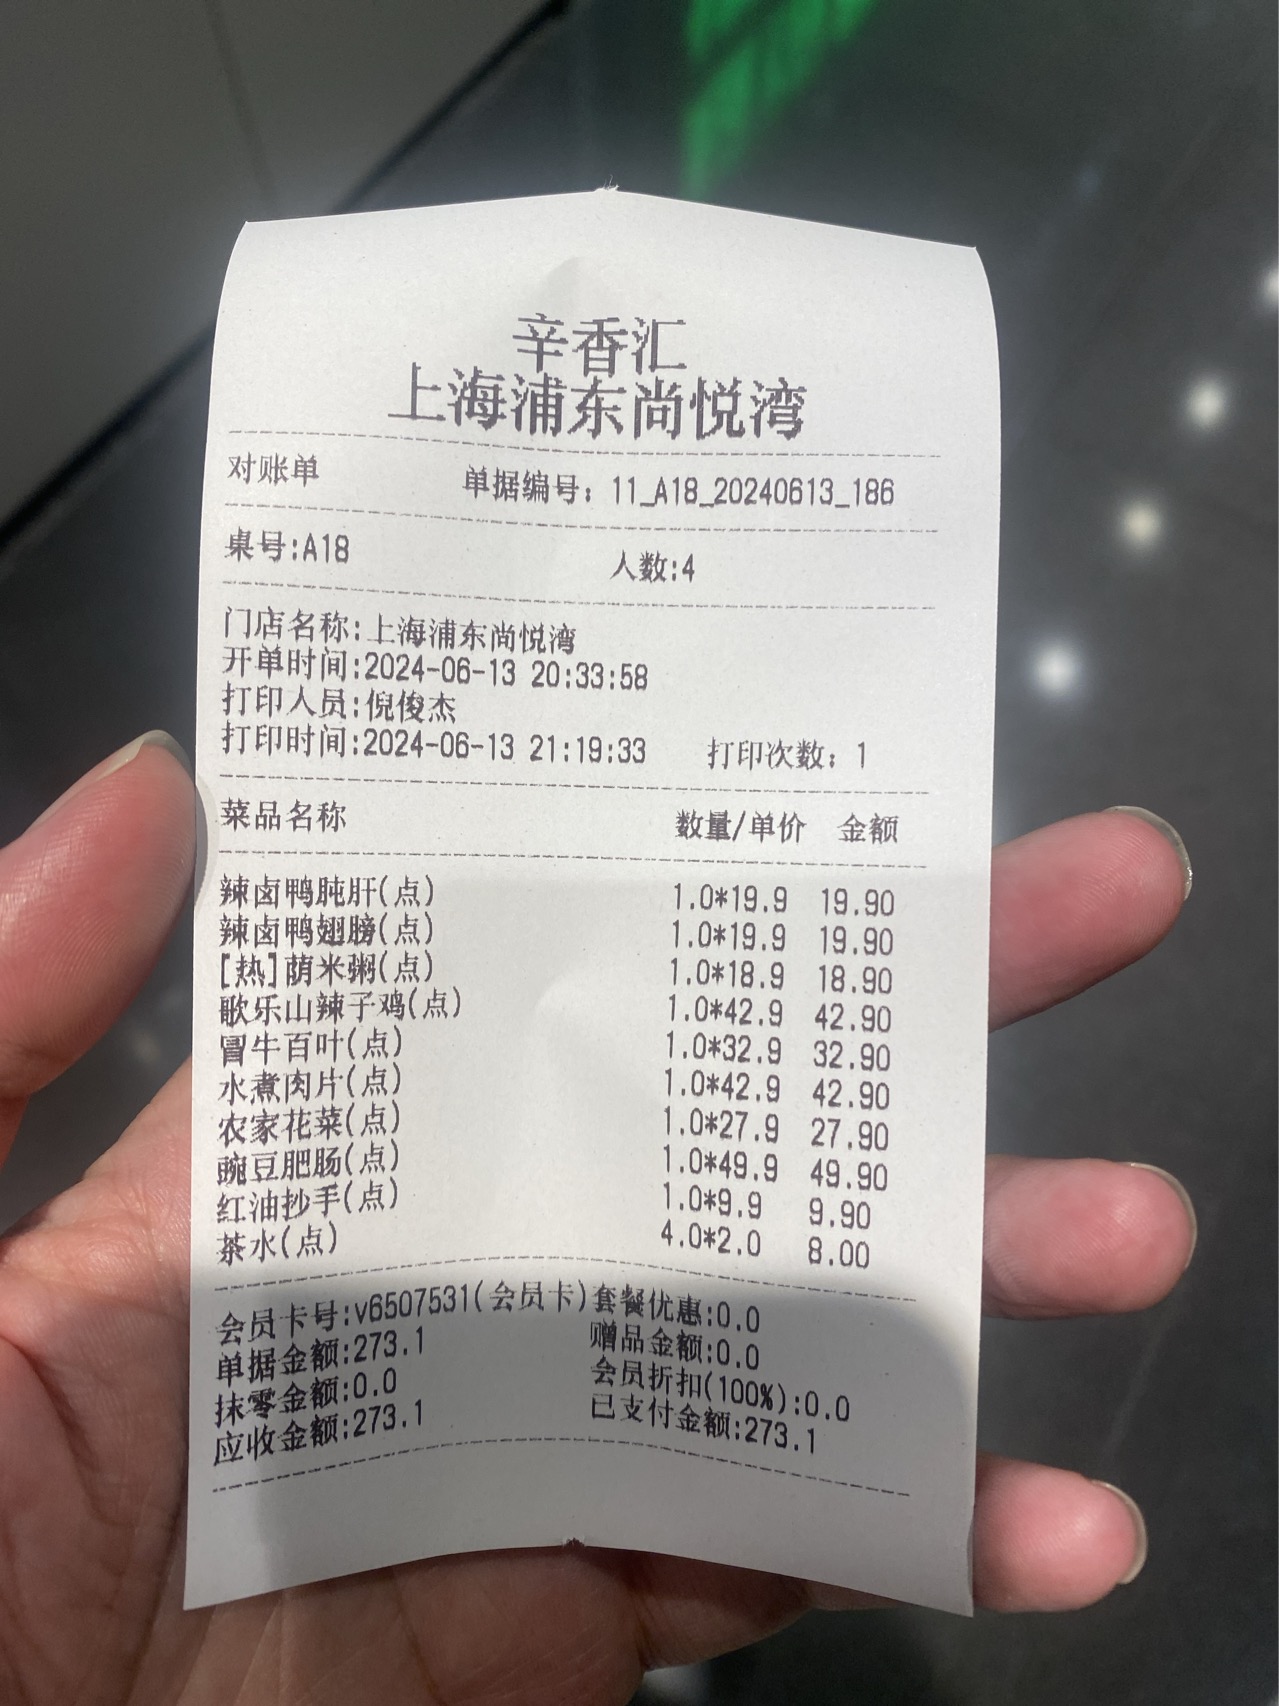 辛香汇
上海浦东尚悦湾
对账单 单据编号：11_A18_20240613_186
桌号:A18 人数:4
门店名称:上海浦东尚悦湾
开单时间:2024-06-13 20:33:58
打印人员:倪俊杰
打印时间:2024-06-13 21:19:33 打印次数：1
菜品名称 数量/单价 金额
辣卤鸭肫肝(点) 1.0*19.9 19.90
辣卤鸭翅膀(点) 1.0*19.9 19.90
[热]荫米粥(点) 1.0*18.9 18.90
歌乐山辣子鸡(点) 1.0*42.9 42.90
冒牛百叶(点) 1.0*32.9 32.90
水煮肉片(点) 1.0*42.9 42.90
农家花菜(点) 1.0*27.9 27.90
豌豆肥肠(点) 1.0*49.9 49.90
红油抄手(点) 1.0*9.9 9.90
茶水(点) 4.0*2.0 8.00
会员卡号:v6507531(会员卡) 套餐优惠:0.0
单据金额:273.1 赠品金额:0.0
抹零金额:0.0 会员折扣(100%):0.0
应收金额:273.1 已支付金额:273.1